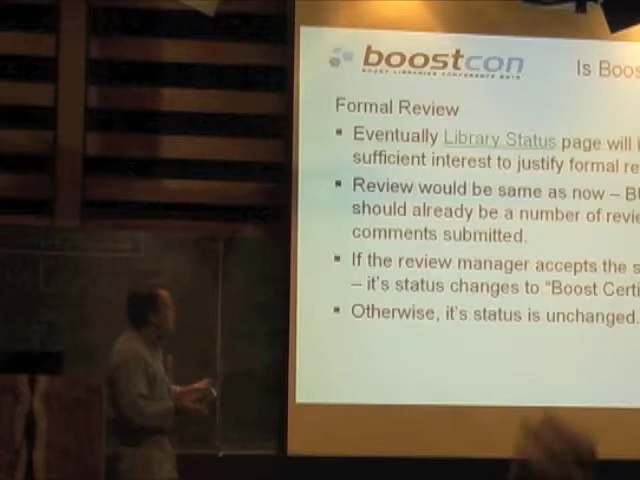 boostcon
BOOST LIBRARIES CONFERENCE 2010
Is Boos
Formal Review
Eventually Library Status page will i
sufficient interest to justify formal re
Review would be same as now – BU
should already be a number of revie
comments submitted.
If the review manager accepts the s
– it's status changes to "Boost Certi
Otherwise, it's status is unchanged.